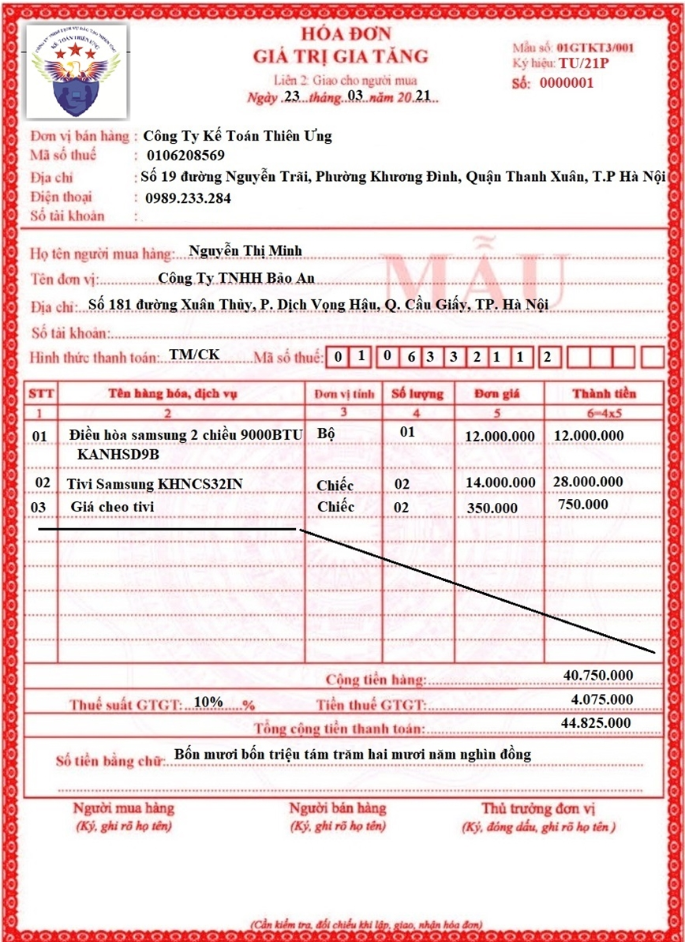 HÓA ĐƠN
GIÁ TRỊ GIA TĂNG
Liên 2: Giao cho người mua
Ngày 23 tháng 03 năm 2021
Mẫu số: 01GTKT3/001
Ký hiệu: TU/21P
Số: 0000001
KẾ TOÁN THIÊN ƯNG
Đơn vị bán hàng : Công Ty Kế Toán Thiên Ưng
Mã số thuế : 0106208569
Địa chỉ : Số 19 đường Nguyễn Trãi, Phường Khương Đình, Quận Thanh Xuân, T.P Hà Nội
Điện thoại : 0989.233.284
Số tài khoản :
MẪU
Họ tên người mua hàng: Nguyễn Thị Minh
Tên đơn vị: Công Ty TNHH Bảo An
Địa chỉ: Số 181 đường Xuân Thủy, P. Dịch Vọng Hậu, Q. Cầu Giấy, TP. Hà Nội
Số tài khoản:
Hình thức thanh toán: TM/CK Mã số thuế: 0 1 0 6 3 3 2 1 1 2
STT Tên hàng hóa, dịch vụ Đơn vị tính Số lượng Đơn giá Thành tiền
1 2 3 4 5 6=4x5
01 Điều hòa samsung 2 chiều 9000BTU Bộ 01 12.000.000 12.000.000
KANHSD9B
02 Tivi Samsung KHNCS32IN Chiếc 02 14.000.000 28.000.000
03 Giá cheo tivi Chiếc 02 350.000 750.000
Cộng tiền hàng: 40.750.000
Thuế suất GTGT: 10% % Tiền thuế GTGT: 4.075.000
Tổng cộng tiền thanh toán: 44.825.000
Số tiền bằng chữ: Bốn mươi bốn triệu tám trăm hai mươi năm nghìn đồng
Người mua hàng Người bán hàng Thủ trưởng đơn vị
(Ký, ghi rõ họ tên) (Ký, ghi rõ họ tên) (Ký, đóng dấu, ghi rõ họ tên )
(Cần kiểm tra, đối chiếu khi lập, giao, nhận hóa đơn)